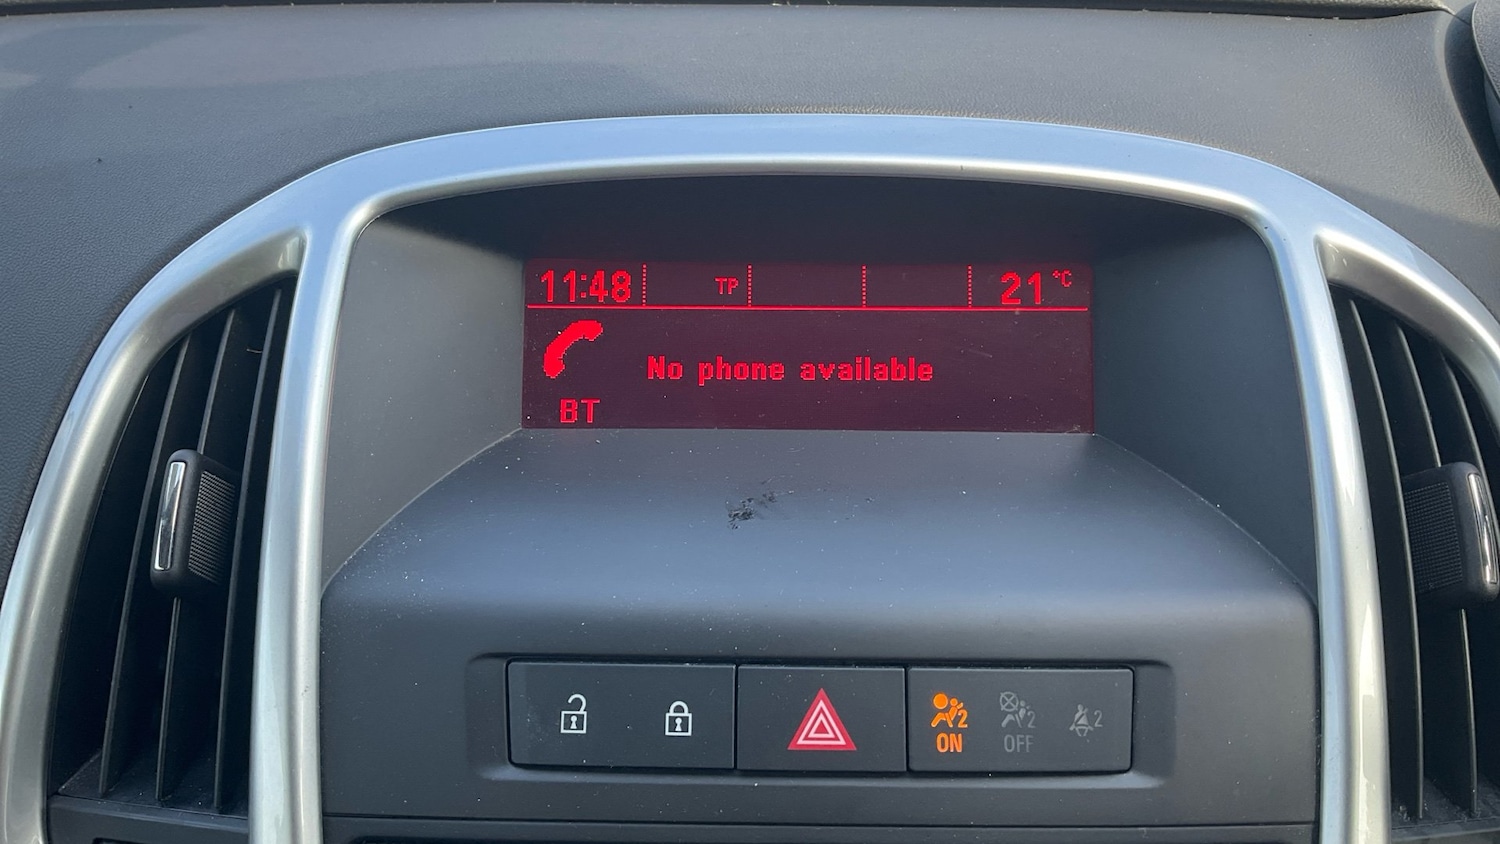 11:48 TP 21 °C
No phone available
BT
2 2 2
ON OFF